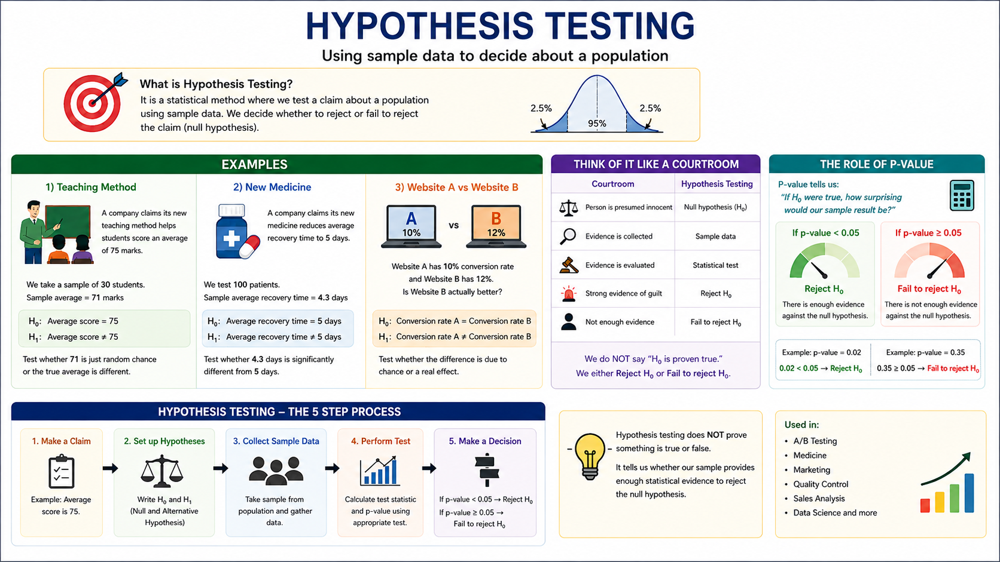 HYPOTHESIS TESTING
Using sample data to decide about a population
What is Hypothesis Testing?
It is a statistical method where we test a claim about a population
using sample data. We decide whether to reject or fail to reject
the claim (null hypothesis).
2.5%
95%
2.5%
EXAMPLES
1) Teaching Method
A company claims its new
teaching method helps
students score an average
of 75 marks.
We take a sample of 30 students.
Sample average = 71 marks
H₀: Average score = 75
H₁: Average score ≠ 75
Test whether 71 is just random chance
or the true average is different.
2) New Medicine
A company claims its new
medicine reduces average
recovery time to 5 days.
We test 100 patients.
Sample average recovery time = 4.3 days
H₀: Average recovery time = 5 days
H₁: Average recovery time ≠ 5 days
Test whether 4.3 days is significantly
different from 5 days.
3) Website A vs Website B
A
10%
vs
B
12%
Website A has 10% conversion rate
and Website B has 12%.
Is Website B actually better?
H₀: Conversion rate A = Conversion rate B
H₁: Conversion rate A ≠ Conversion rate B
Test whether the difference is due to
chance or a real effect.
THINK OF IT LIKE A COURTROOM
Courtroom Hypothesis Testing
Person is presumed innocent Null hypothesis (H₀)
Evidence is collected Sample data
Evidence is evaluated Statistical test
Strong evidence of guilt Reject H₀
Not enough evidence Fail to reject H₀
We do NOT say “H₀ is proven true.”
We either Reject H₀ or Fail to reject H₀.
THE ROLE OF P-VALUE
P-value tells us:
“If H₀ were true, how surprising
would our sample result be?”
If p-value < 0.05
Reject H₀
There is enough evidence
against the null hypothesis.
If p-value ≥ 0.05
Fail to reject H₀
There is not enough evidence
against the null hypothesis.
Example: p-value = 0.02
0.02 < 0.05 → Reject H₀
Example: p-value = 0.35
0.35 ≥ 0.05 → Fail to reject H₀
HYPOTHESIS TESTING – THE 5 STEP PROCESS
1. Make a Claim
Example: Average
score is 75.
2. Set up Hypotheses
Write H₀ and H₁
(Null and Alternative
Hypothesis)
3. Collect Sample Data
Take sample from
population and gather
data.
4. Perform Test
Calculate test statistic
and p-value using
appropriate test.
5. Make a Decision
If p-value < 0.05 → Reject H₀
If p-value ≥ 0.05 →
Fail to reject H₀
Hypothesis testing does NOT prove
something is true or false.
It tells us whether our sample provides
enough statistical evidence to reject
the null hypothesis.
Used in:
• A/B Testing
• Medicine
• Marketing
• Quality Control
• Sales Analysis
• Data Science and more